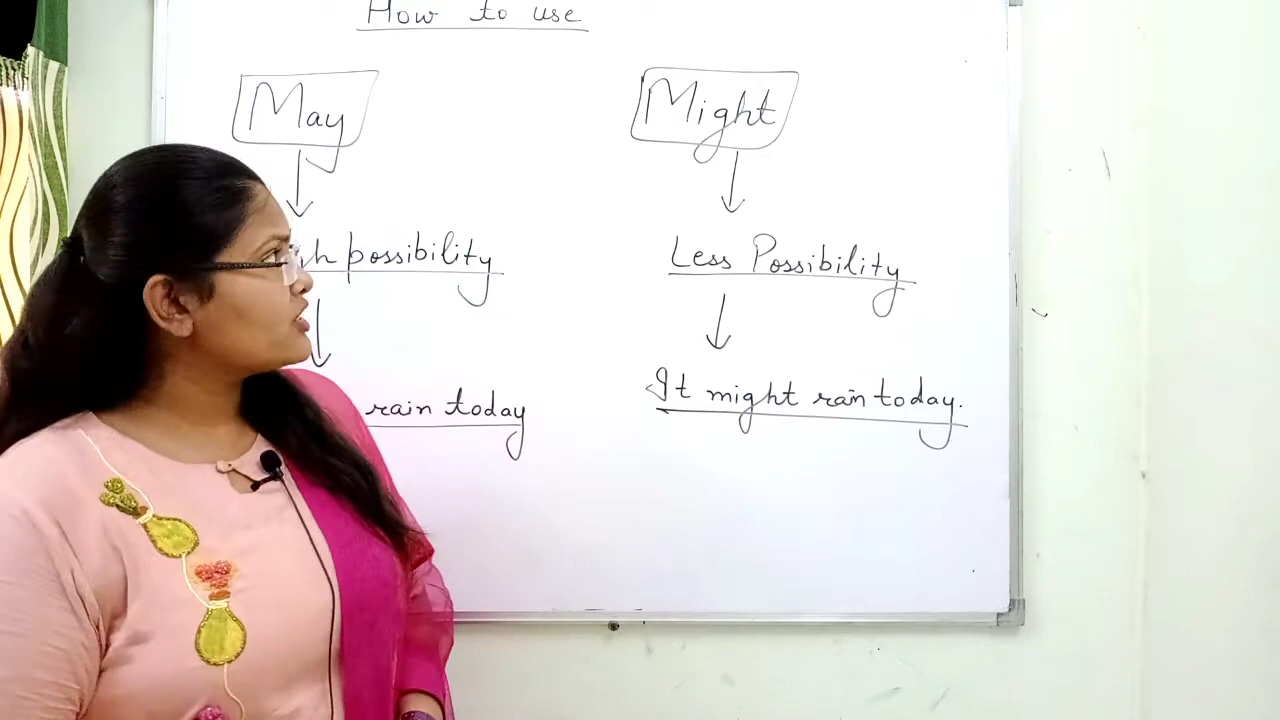 How to use
May
Might
possibility
Less Possibility
rain today
It might rain today.